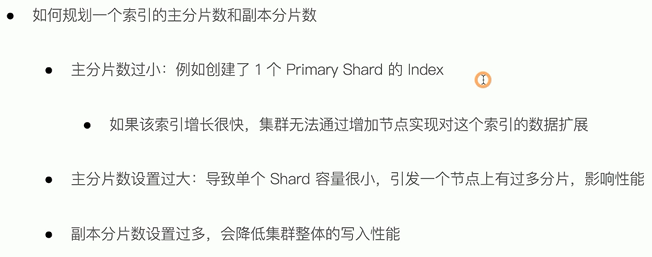 如何规划一个索引的主分片数和副本分片数
主分片数过小：例如创建了 1 个 Primary Shard 的 Index
如果该索引增长很快，集群无法通过增加节点实现对这个索引的数据扩展
主分片数设置过大：导致单个 Shard 容量很小，引发一个节点上有过多分片，影响性能
副本分片数设置过多，会降低集群整体的写入性能